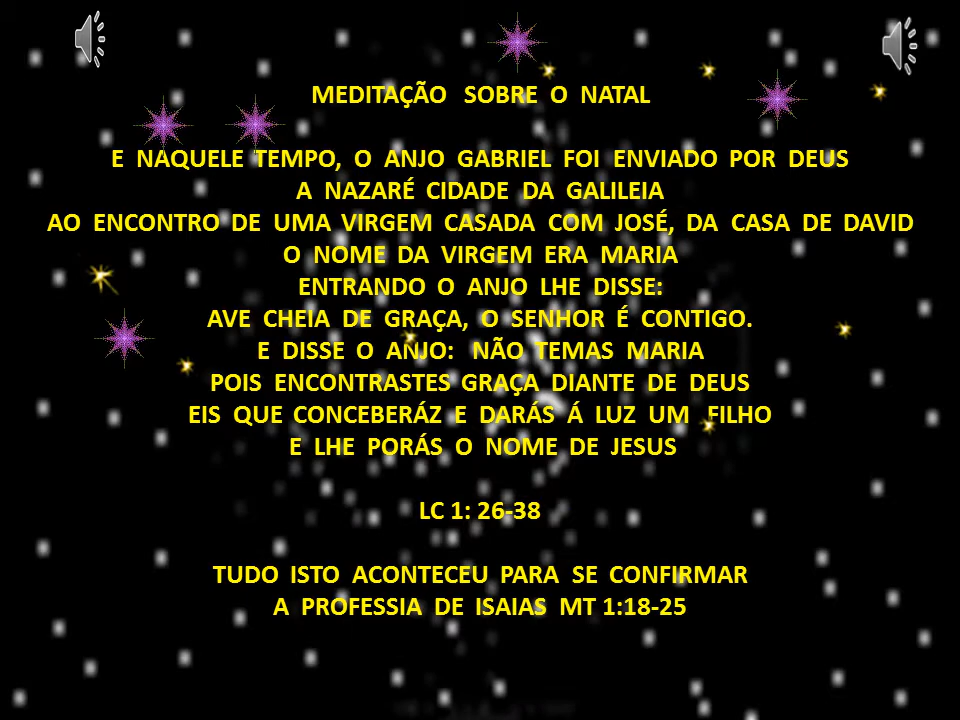 MEDITAÇÃO SOBRE O NATAL
E NAQUELE TEMPO, O ANJO GABRIEL FOI ENVIADO POR DEUS
A NAZARÉ CIDADE DA GALILEIA
AO ENCONTRO DE UMA VIRGEM CASADA COM JOSÉ, DA CASA DE DAVID
O NOME DA VIRGEM ERA MARIA
ENTRANDO O ANJO LHE DISSE:
AVE CHEIA DE GRAÇA, O SENHOR É CONTIGO.
E DISSE O ANJO: NÃO TEMAS MARIA
POIS ENCONTRASTES GRAÇA DIANTE DE DEUS
EIS QUE CONCEBERÁZ E DARÁS Á LUZ UM FILHO
E LHE PORÁS O NOME DE JESUS
LC 1: 26-38
TUDO ISTO ACONTECEU PARA SE CONFIRMAR
A PROFESSIA DE ISAIAS MT 1:18-25